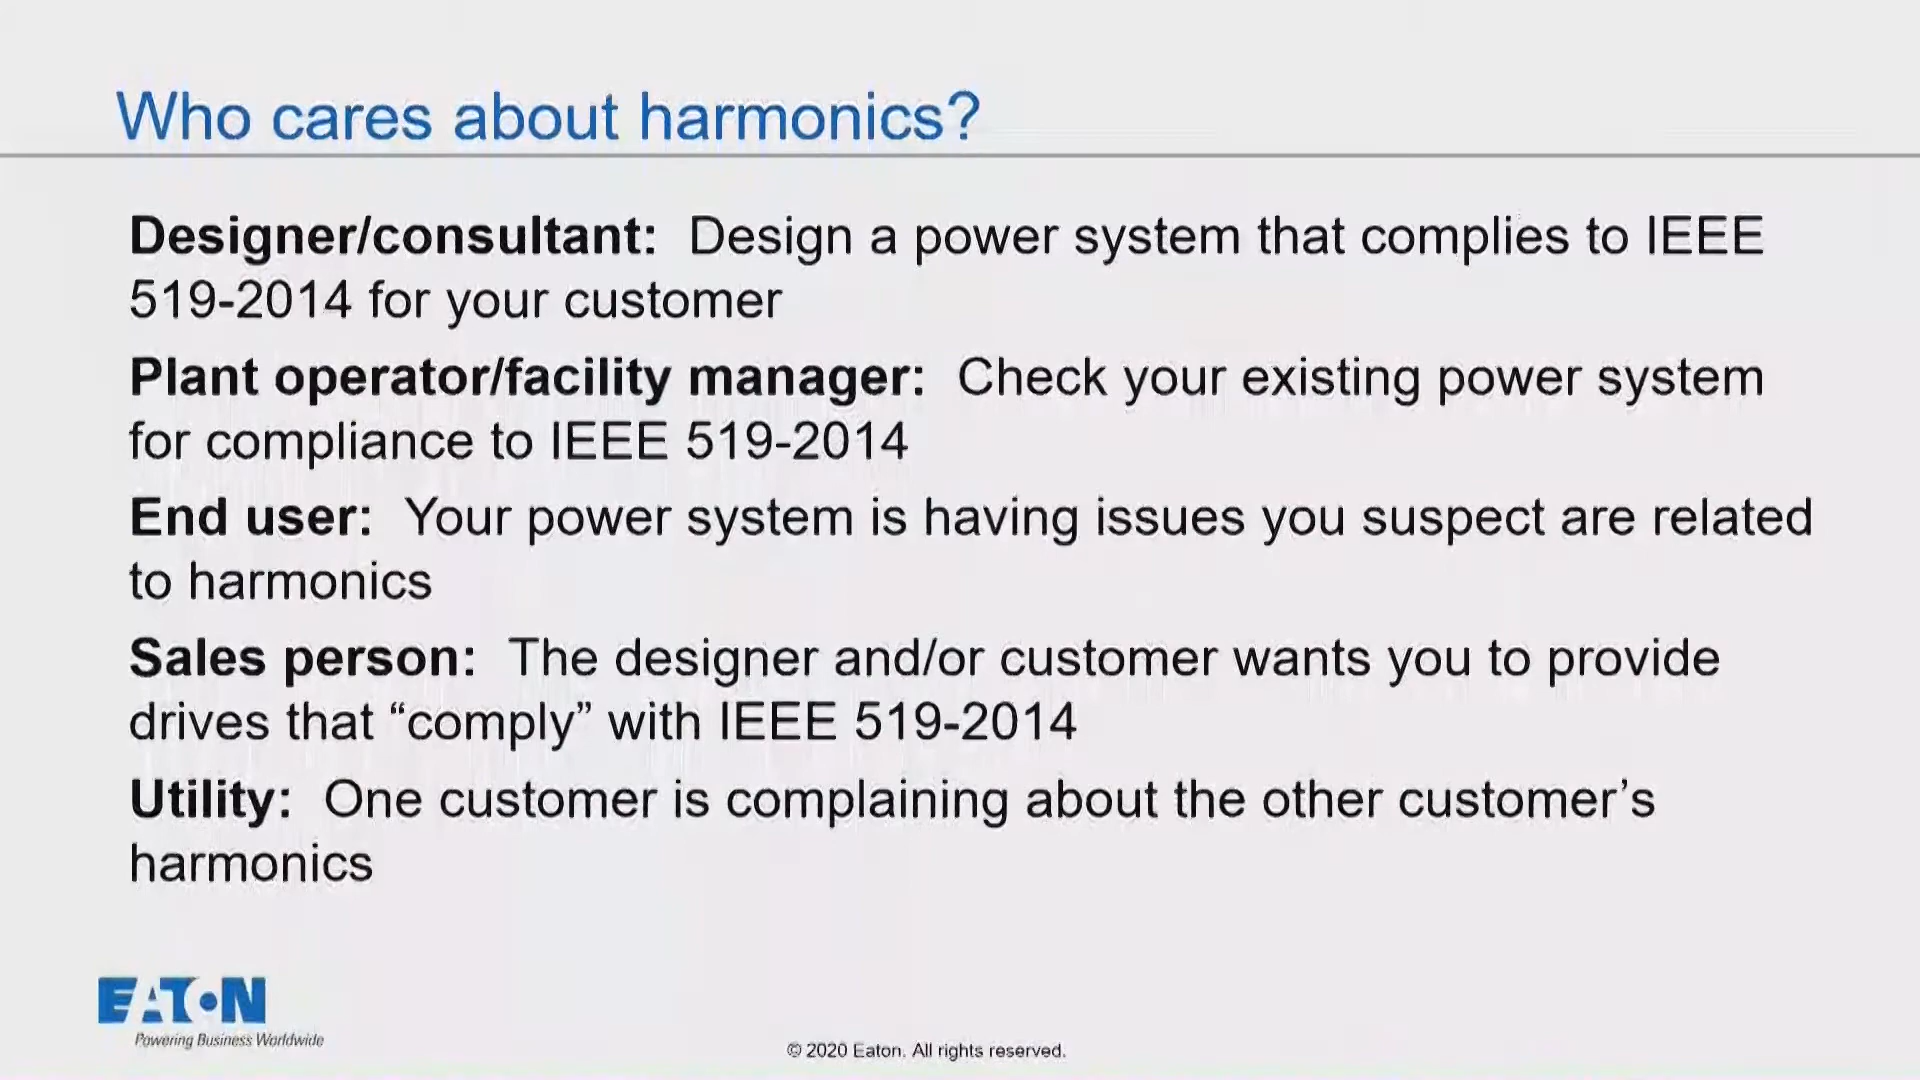 Who cares about harmonics?
Designer/consultant: Design a power system that complies to IEEE
519-2014 for your customer
Plant operator/facility manager: Check your existing power system
for compliance to IEEE 519-2014
End user: Your power system is having issues you suspect are related
to harmonics
Sales person: The designer and/or customer wants you to provide
drives that “comply” with IEEE 519-2014
Utility: One customer is complaining about the other customer’s
harmonics
EATON
Powering Business Worldwide
© 2020 Eaton. All rights reserved.